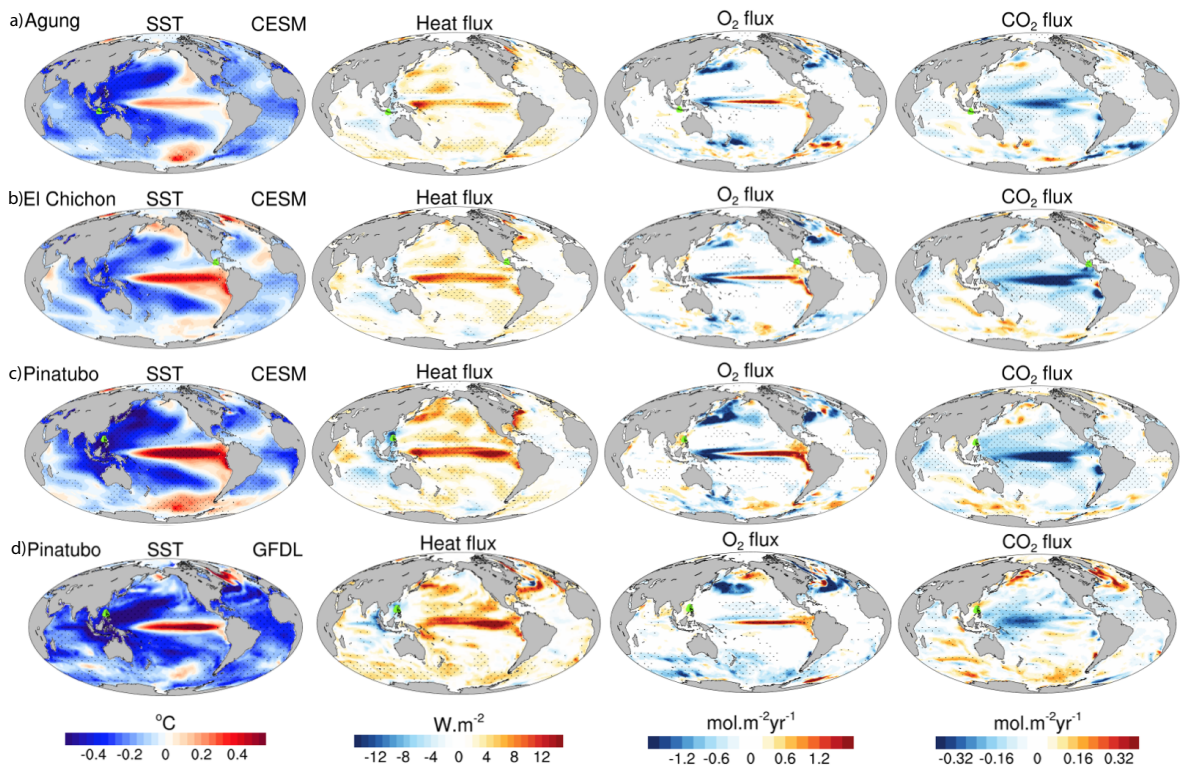 a) Agung SST CESM Heat flux O2 flux CO2 flux
b) El Chichon SST CESM Heat flux O2 flux CO2 flux
c) Pinatubo SST CESM Heat flux O2 flux CO2 flux
d) Pinatubo SST GFDL Heat flux O2 flux CO2 flux
°C W.m-2 mol.m-2yr-1 mol.m-2yr-1
-0.4 -0.2 0 0.2 0.4 -12 -8 -4 0 4 8 12 -1.2 -0.6 0 0.6 1.2 -0.32 -0.16 0 0.16 0.32